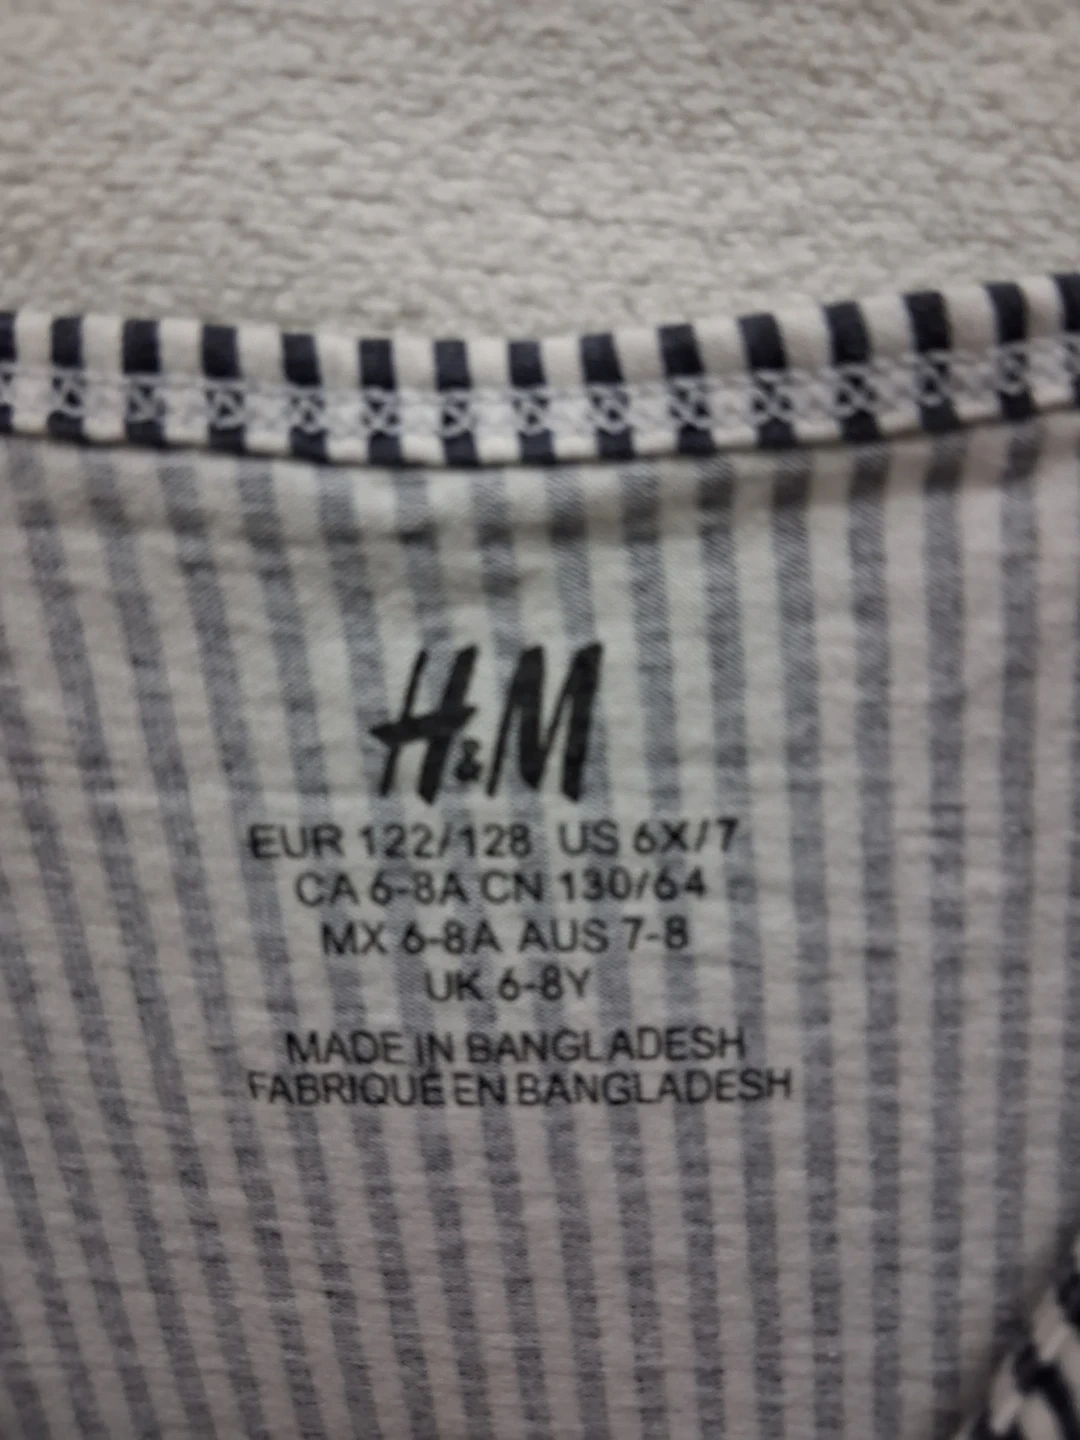 H&M
EUR 122/128 US 6X/7
CA 6-8A CN 130/64
MX 6-8A AUS 7-8
UK 6-8Y
MADE IN BANGLADESH
FABRIQUÉ EN BANGLADESH